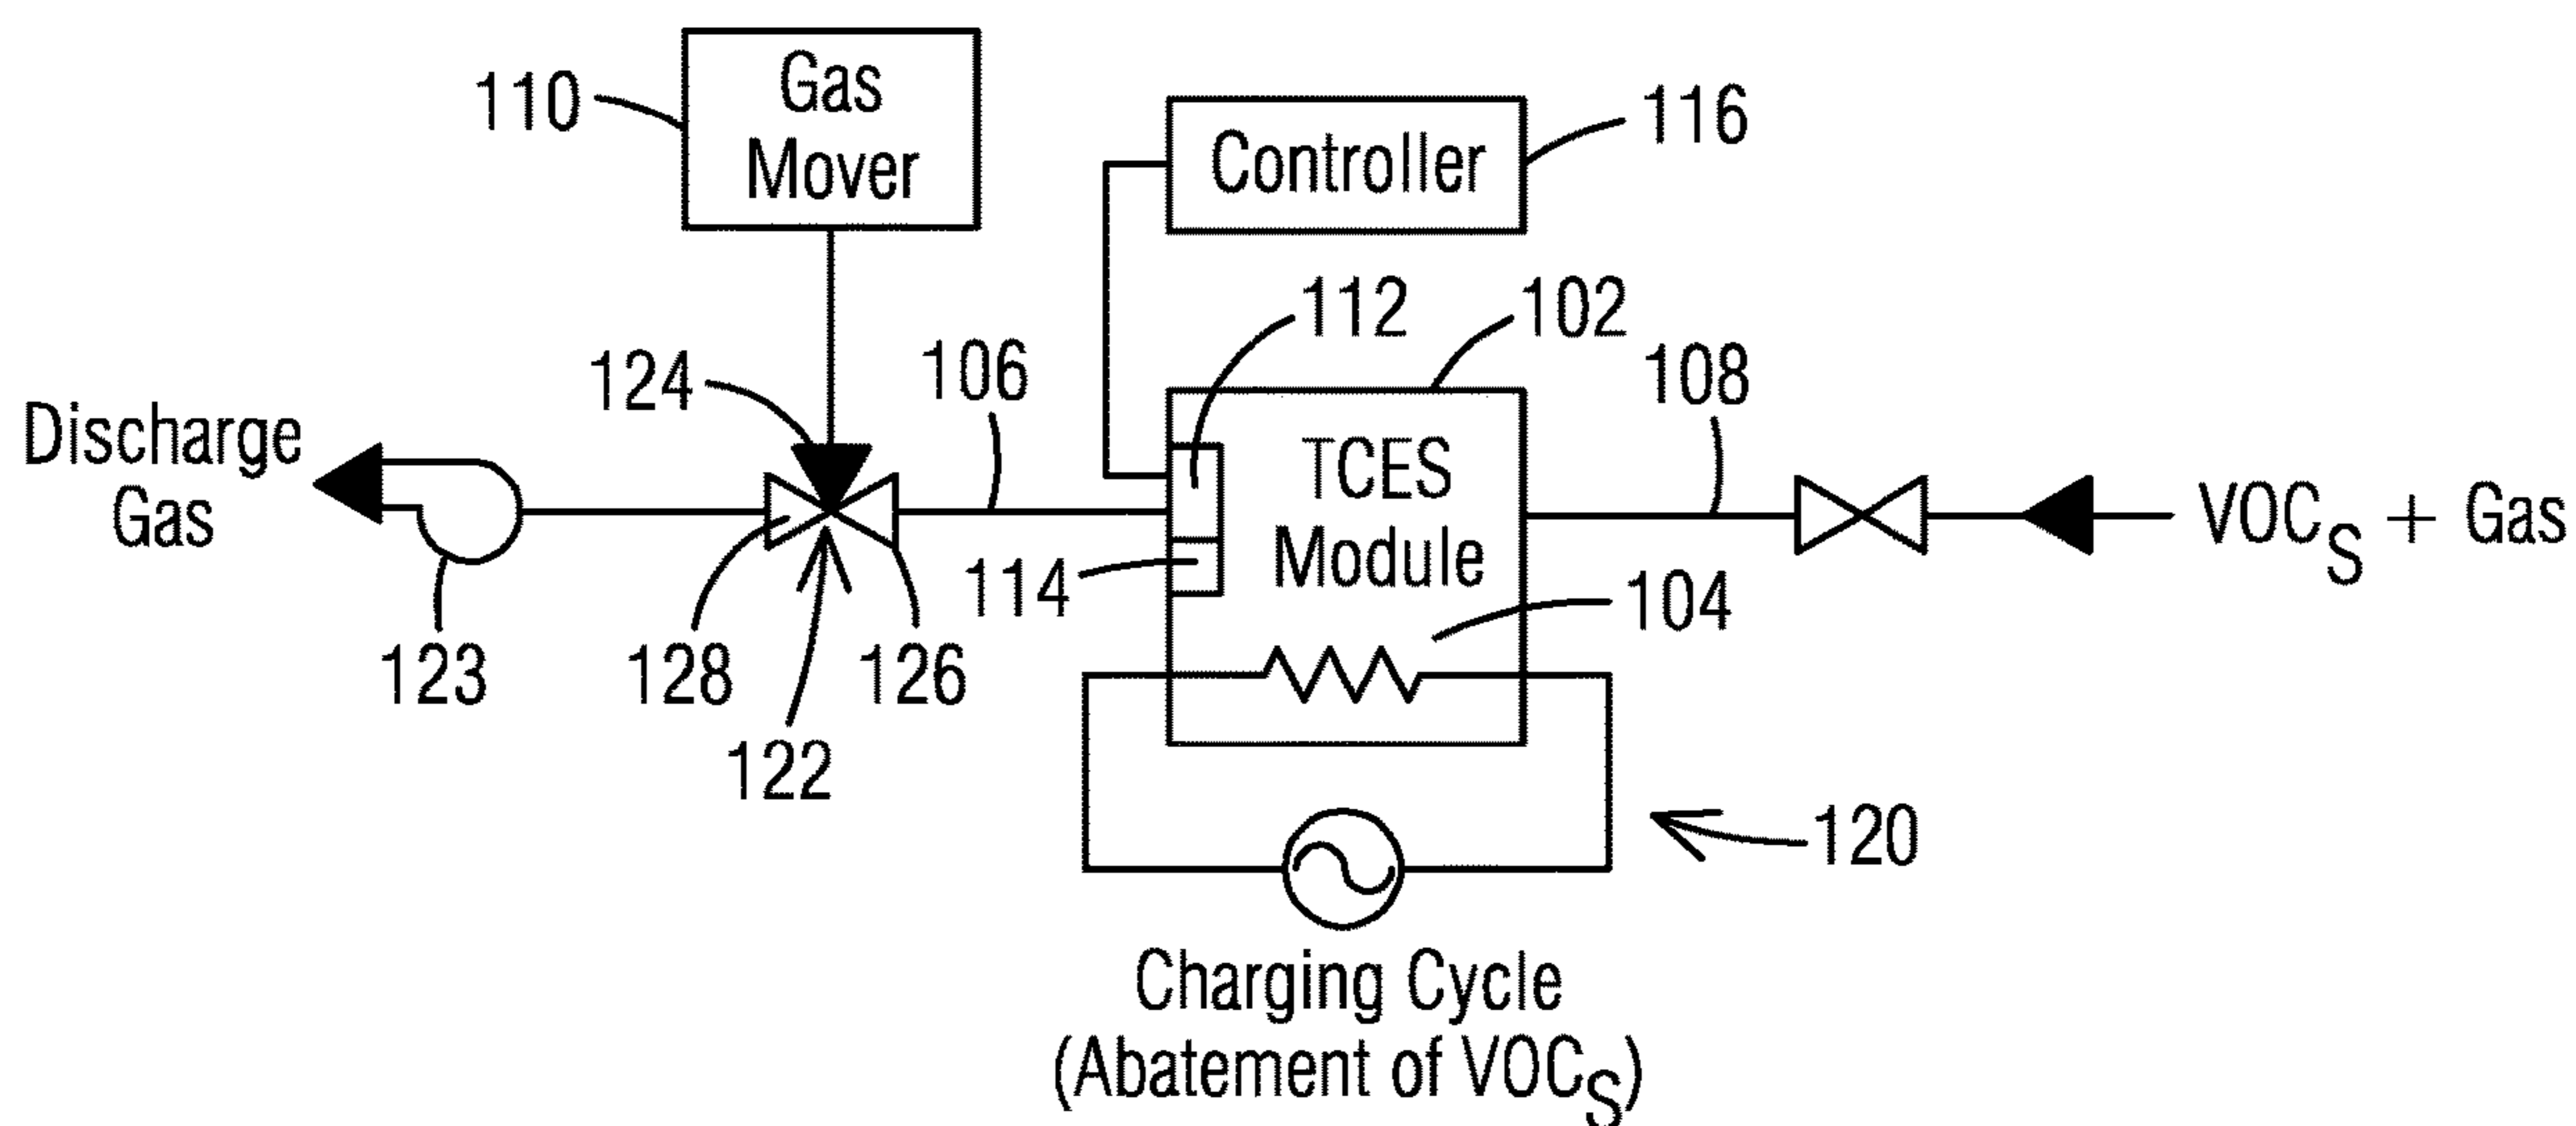 Gas
Mover
110
Controller
116
112
102
124
106
108
Discharge
Gas
TCES
Module
VOCS + Gas
114
104
123
128
126
122
120
Charging Cycle
(Abatement of VOCS)